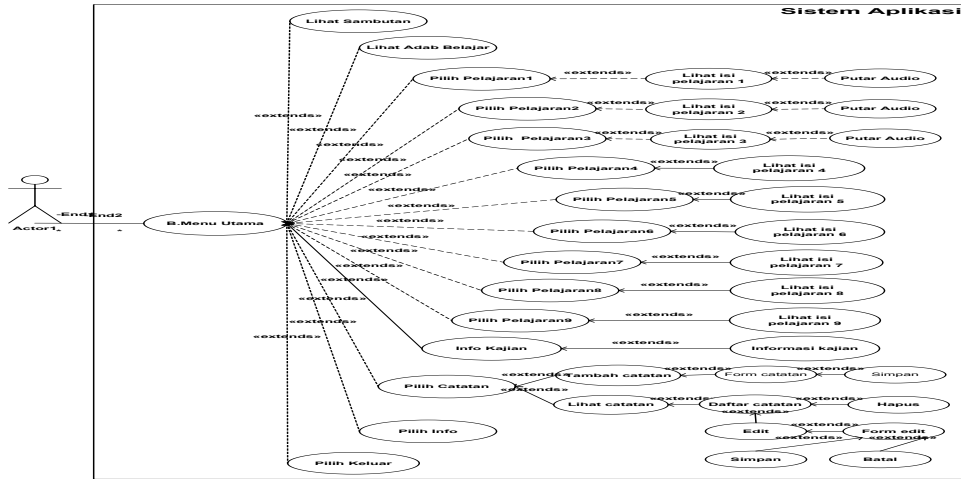 Sistem Aplikasi
Lihat Sambutan
Lihat Adab Belajar
Pilih Pelajaran1
«extends»
Lihat isi
pelajaran 1
«extends»
Putar Audio
Pilih Pelajaran2
«extends»
Lihat isi
pelajaran 2
«extends»
Putar Audio
Pilih Pelajaran3
«extends»
Lihat isi
pelajaran 3
«extends»
Putar Audio
Pilih Pelajaran4
«extends»
Lihat isi
pelajaran 4
Pilih Pelajaran5
«extends»
Lihat isi
pelajaran 5
Pilih Pelajaran6
«extends»
Lihat isi
pelajaran 6
Pilih Pelajaran7
«extends»
Lihat isi
pelajaran 7
Pilih Pelajaran8
«extends»
Lihat isi
pelajaran 8
Pilih Pelajaran9
«extends»
Lihat isi
pelajaran 9
Info Kajian
«extends»
Informasi kajian
«extends»
«extends»
«extends»
«extends»
«extends»
«extends»
«extends»
«extends»
«extends»
«extends»
«extends»
«extends»
«extends»
Actor1
-End1
-End2
*
*
B.Menu Utama
Pilih Catatan
«extends»
Tambah catatan
«extends»
Form catatan
«extends»
Simpan
«extends»
Lihat catatan
«extends»
Daftar catatan
«extends»
Hapus
«extends»
Edit
«extends»
Form edit
«extends»
Simpan
«extends»
Batal
Pilih Info
Pilih Keluar